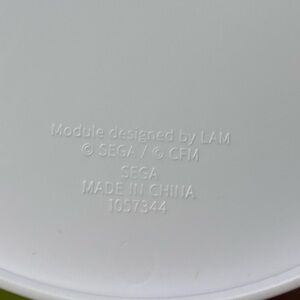 Module designed by LAM
© SEGA / © CFM
SEGA
MADE IN CHINA
1057344